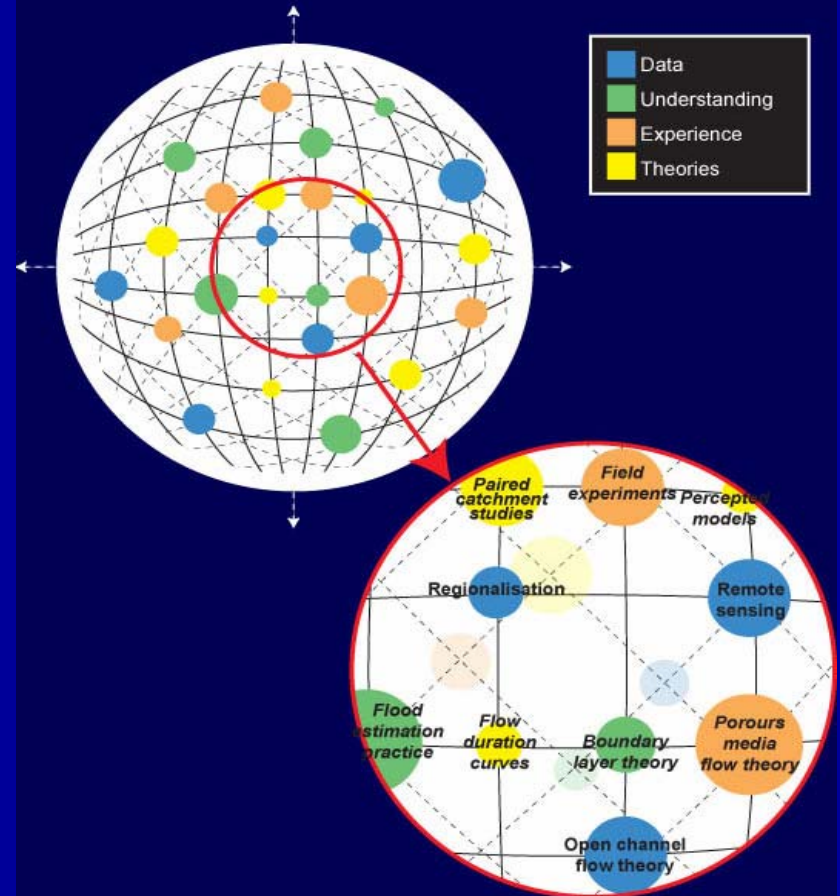 Data
Understanding
Experience
Theories
Paired
catchment
studies
Field
experiments
Percepted
models
Regionalisation
Remote
sensing
Flood
estimation
practice
Flow
duration
curves
Boundary
layer theory
Porours
media
flow theory
Open channel
flow theory